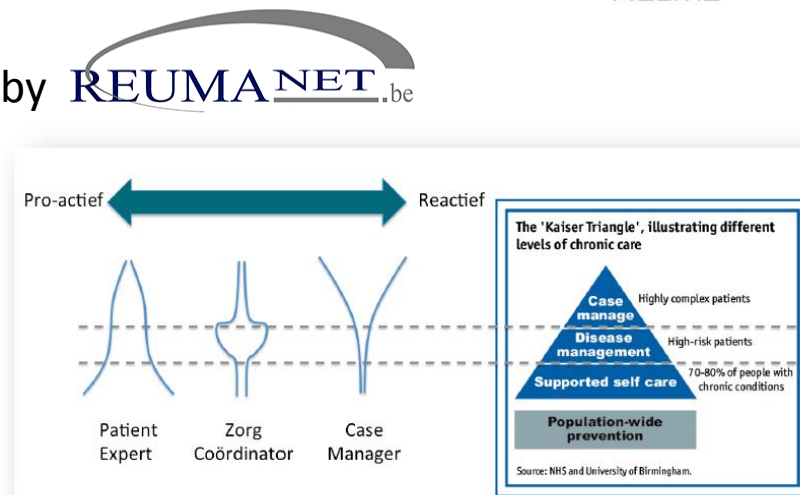 by REUMANET.be
Pro-actief
Reactief
Patient
Expert
Zorg
Coördinator
Case
Manager
The 'Kaiser Triangle', illustrating different
levels of chronic care
Case
manage
Highly complex patients
Disease
management
High-risk patients
Supported self care
70-80% of people with
chronic conditions
Population-wide
prevention
Source: NHS and University of Birmingham.